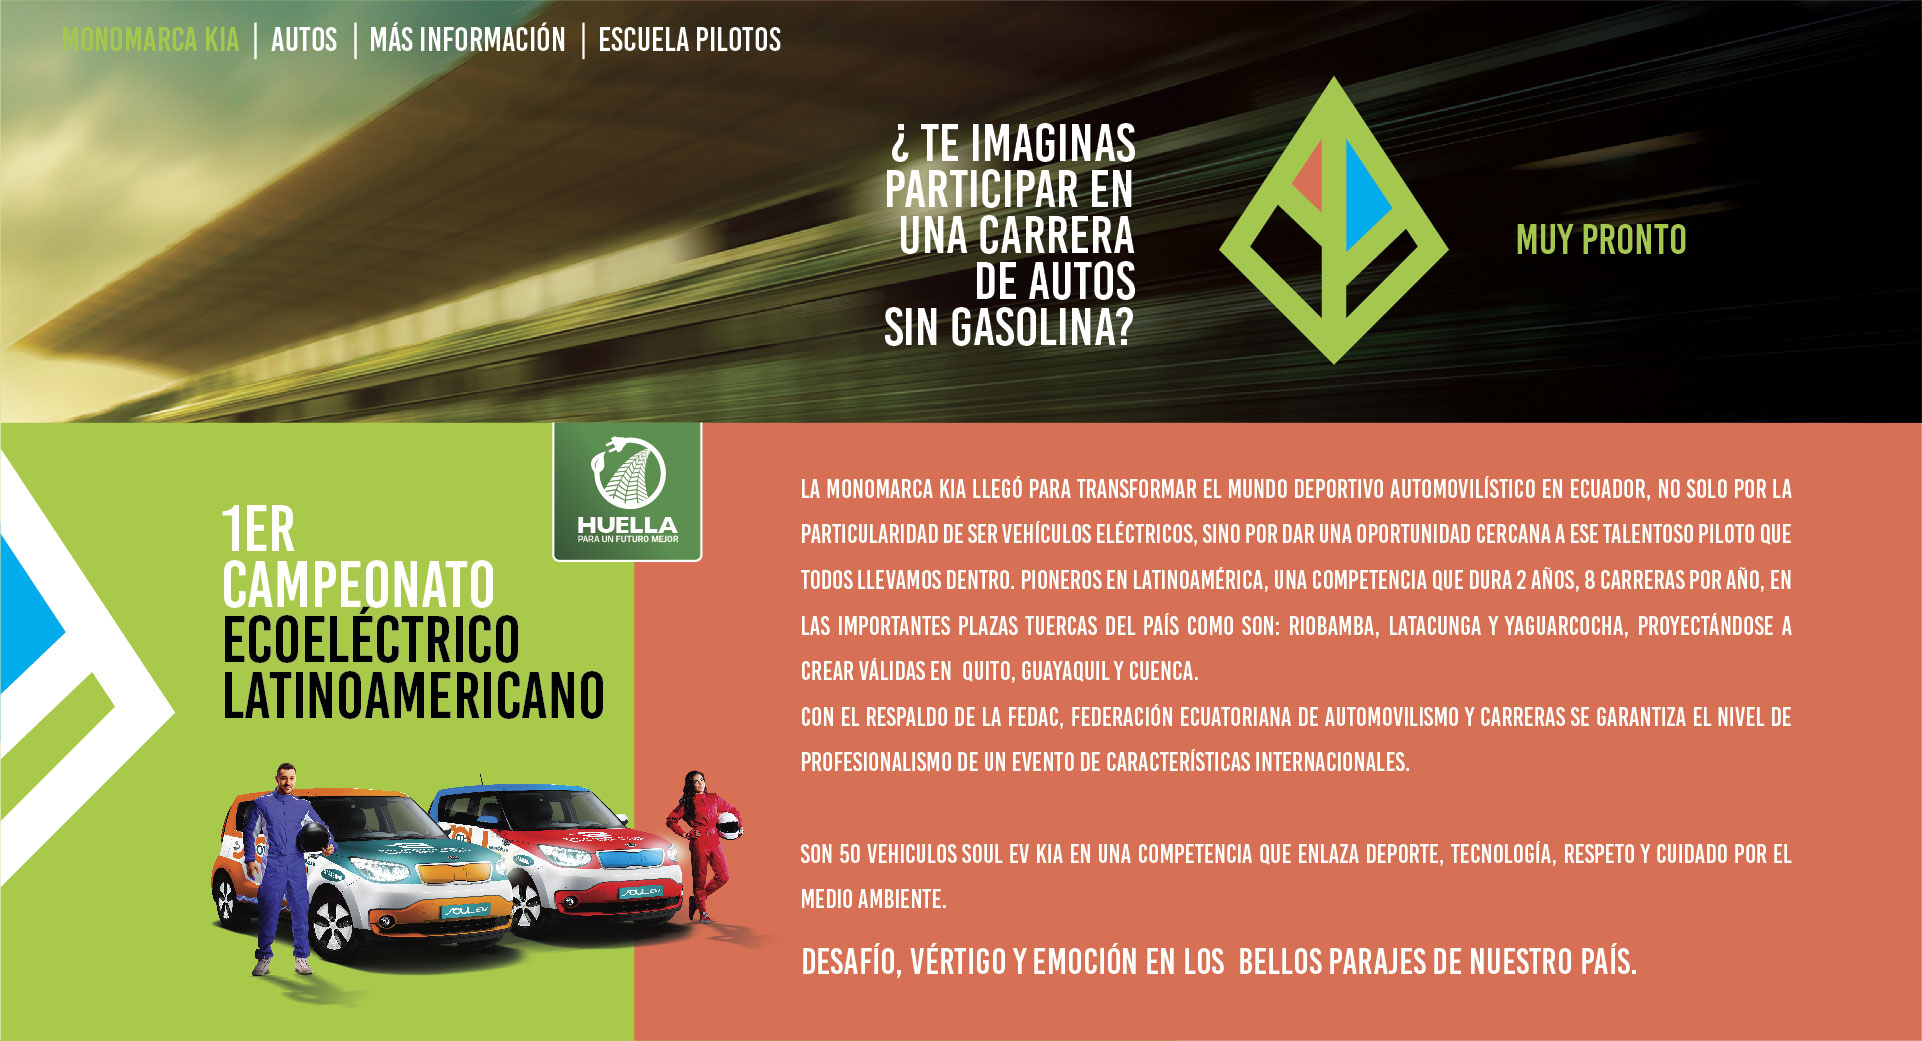 MONOMARCA KIA | AUTOS | MÁS INFORMACIÓN | ESCUELA PILOTOS
¿ TE IMAGINAS
PARTICIPAR EN
UNA CARRERA
DE AUTOS
SIN GASOLINA?
MUY PRONTO
HUELLA
PARA UN FUTURO MEJOR
1ER
CAMPEONATO
ECOELÉCTRICO
LATINOAMERICANO
SOUL EV
SOUL EV
LA MONOMARCA KIA LLEGÓ PARA TRANSFORMAR EL MUNDO DEPORTIVO AUTOMOVILÍSTICO EN ECUADOR, NO SOLO POR LA
PARTICULARIDAD DE SER VEHÍCULOS ELÉCTRICOS, SINO POR DAR UNA OPORTUNIDAD CERCANA A ESE TALENTOSO PILOTO QUE
TODOS LLEVAMOS DENTRO. PIONEROS EN LATINOAMÉRICA, UNA COMPETENCIA QUE DURA 2 AÑOS, 8 CARRERAS POR AÑO, EN
LAS IMPORTANTES PLAZAS TUERCAS DEL PAÍS COMO SON: RIOBAMBA, LATACUNGA Y YAGUARCOCHA, PROYECTÁNDOSE A
CREAR VÁLIDAS EN QUITO, GUAYAQUIL Y CUENCA.
CON EL RESPALDO DE LA FEDAC, FEDERACIÓN ECUATORIANA DE AUTOMOVILISMO Y CARRERAS SE GARANTIZA EL NIVEL DE
PROFESIONALISMO DE UN EVENTO DE CARACTERÍSTICAS INTERNACIONALES.
SON 50 VEHICULOS SOUL EV KIA EN UNA COMPETENCIA QUE ENLAZA DEPORTE, TECNOLOGÍA, RESPETO Y CUIDADO POR EL
MEDIO AMBIENTE.
DESAFÍO, VÉRTIGO Y EMOCIÓN EN LOS BELLOS PARAJES DE NUESTRO PAÍS.